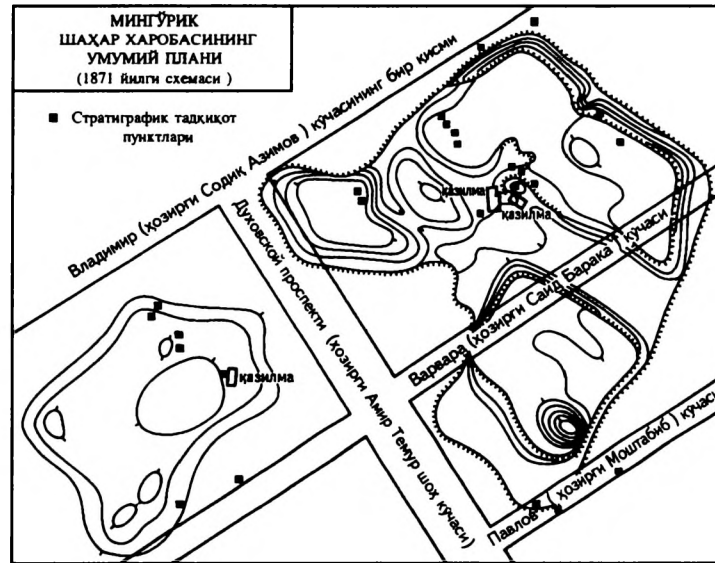 МИНГЎРИК
ШАҲАР ХАРОБАСИНИНГ
УМУМИЙ ПЛАНИ
(1871 йилги схемаси)
Стратиграфик тадқиқот
пунктлари
Владимир (ҳозирги Содиқ Азимов) кўчасининг бир қисми
Духовской проспекти (ҳозирги Амир Темур шоҳ кўчаси)
қазилма
қазилма
Варвара (ҳозирги Саид Барака) кўчаси
қазилма
Павлов (ҳозирги Моштабиб) кўчаси